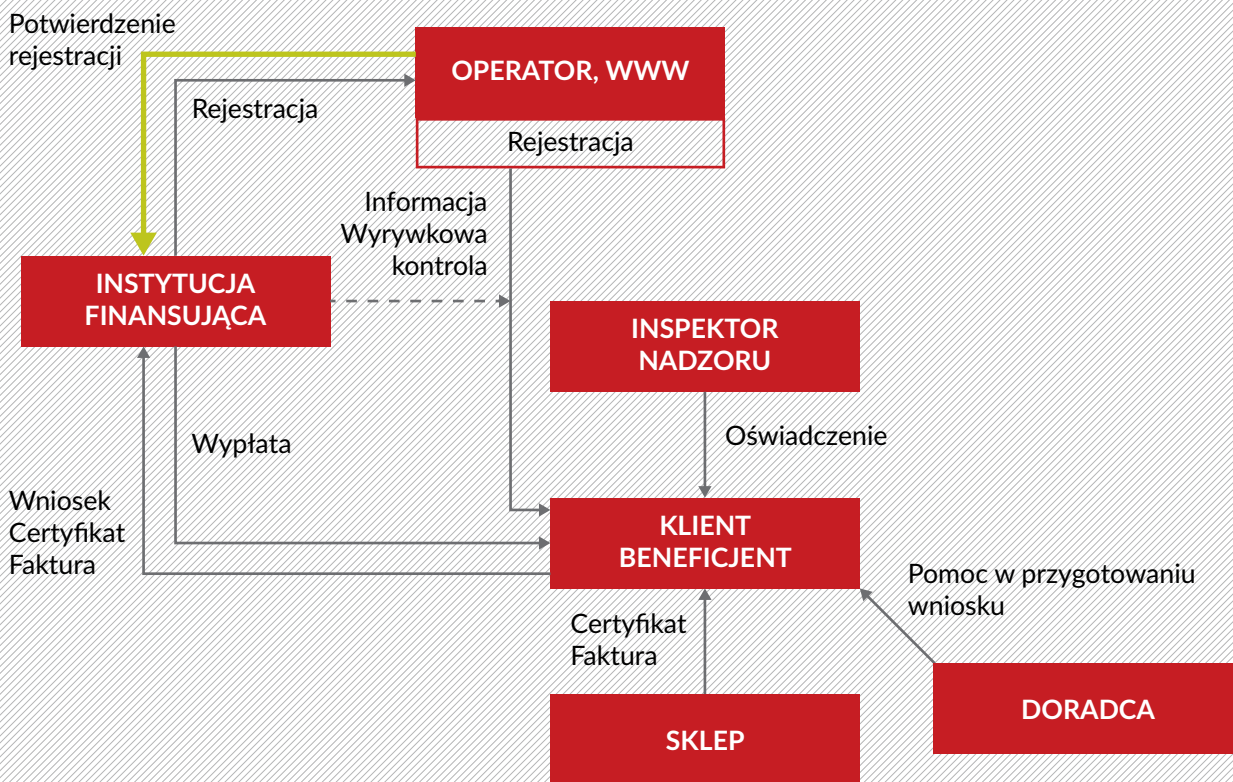 Potwierdzenie
rejestracji
OPERATOR, WWW
Rejestracja
Rejestracja
Informacja
Wyrywkowa
kontrola
INSTYTUCJA
FINANSUJĄCA
INSPEKTOR
NADZORU
Wypłata
Oświadczenie
Wniosek
Certyfikat
Faktura
KLIENT
BENEFICJENT
Pomoc w przygotowaniu
wniosku
Certyfikat
Faktura
DORADCA
SKLEP